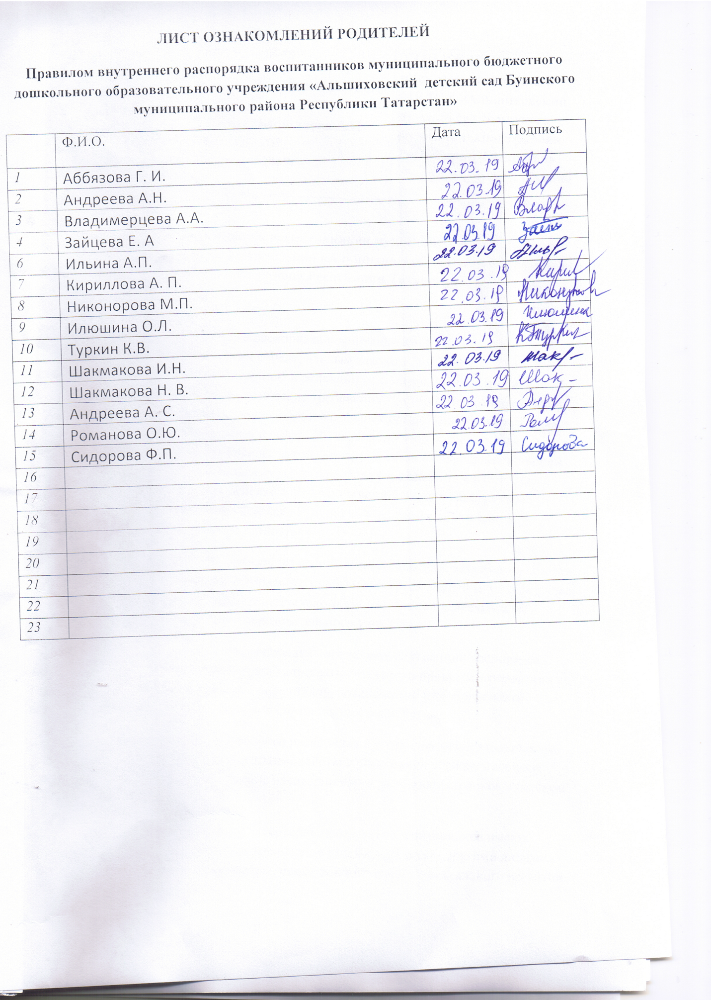 ЛИСТ ОЗНАКОМЛЕНИЙ РОДИТЕЛЕЙ
Правилом внутреннего распорядка воспитанников муниципального бюджетного
дошкольного образовательного учреждения «Альшиховский детский сад Буинского
муниципального района Республики Татарстан»
Ф.И.О. Дата Подпись
1 Аббязова Г. И. 22.03.19
2 Андреева А.Н. 22.03.19
3 Владимерцева А.А. 22.03.19
4 Зайцева Е. А 22.03.19
6 Ильина А.П. 22.03.19
7 Кириллова А. П. 22.03.19
8 Никонорова М.П. 22.03.19
9 Илюшина О.Л. 22.03.19 Илюшина
10 Туркин К.В. 22.03.19
11 Шакмакова И.Н. 22.03.19
12 Шакмакова Н. В. 22.03.19 Шак-
13 Андреева А. С. 22.03.19
14 Романова О.Ю. 22.03.19
15 Сидорова Ф.П. 22.03.19 Сидорова
16
17
18
19
20
21
22
23